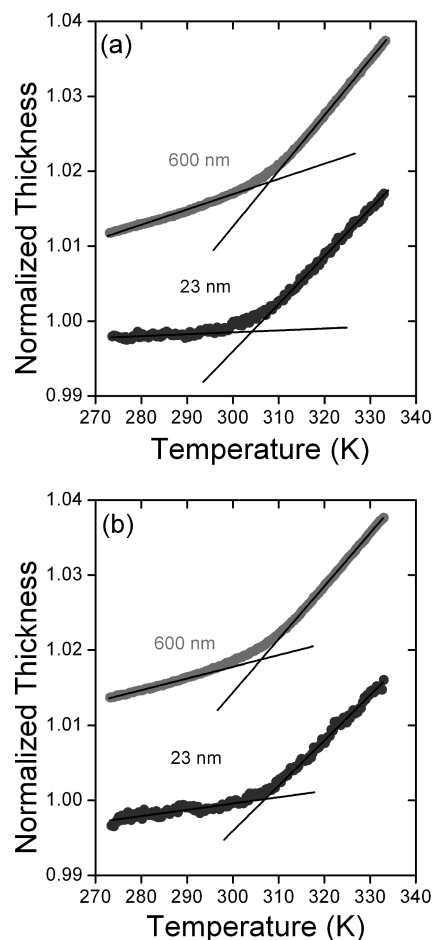 (a)
1.04
1.03
1.02
1.01
1.00
0.99
Normalized Thickness
600 nm
23 nm
270 280 290 300 310 320 330 340
Temperature (K)
(b)
1.04
1.03
1.02
1.01
1.00
0.99
Normalized Thickness
600 nm
23 nm
270 280 290 300 310 320 330 340
Temperature (K)